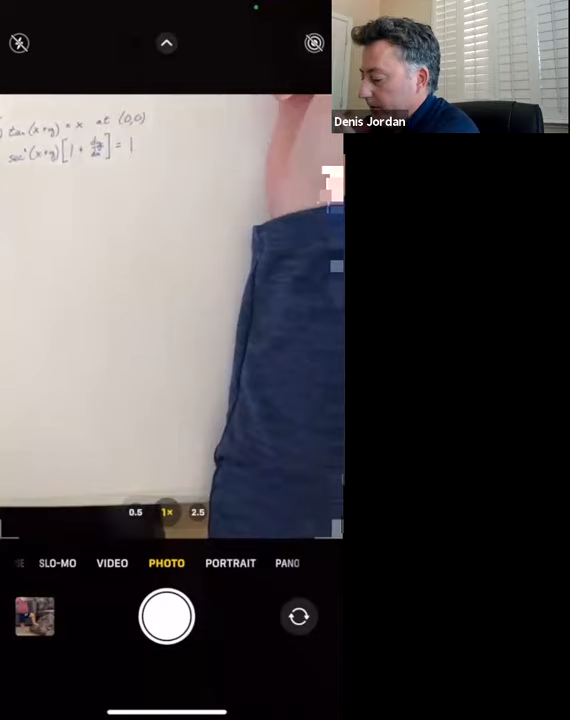 Denis Jordan
) tan(x+y) = x at (0,0)
sec²(x+y)[1 + dy/dx] = 1
0.5 1× 2.5
SLO-MO VIDEO PHOTO PORTRAIT PANO